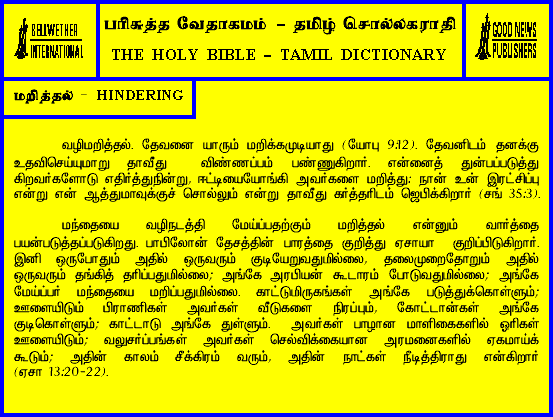 BELLWETHER
INTERNATIONAL
பரிசுத்த வேதாகமம் – தமிழ் சொல்லகராதி
THE HOLY BIBLE – TAMIL DICTIONARY
GOOD NEWS
PUBLISHERS
மறித்தல் – HINDERING
வழிமறித்தல். தேவனை யாரும் மறிக்கமுடியாது (யோபு 9:12). தேவனிடம் தனக்கு
உதவிசெய்யுமாறு தாவீது விண்ணப்பம் பண்ணுகிறார். என்னைத் துன்பப்படுத்து
கிறவர்களோடு எதிர்த்துநின்று, ஈட்டியையோங்கி அவர்களை மறித்து; நான் உன் இரட்சிப்பு
என்று என் ஆத்துமாவுக்குச் சொல்லும் என்று தாவீது கர்த்தரிடம் ஜெபிக்கிறார் (சங் 35:3).
மந்தையை வழிநடத்தி மேய்ப்பதற்கும் மறித்தல் என்னும் வார்த்தை
பயன்படுத்தப்படுகிறது. பாபிலோன் தேசத்தின் பாரத்தை குறித்து ஏசாயா குறிப்பிடுகிறார்.
இனி ஒருபோதும் அதில் ஒருவரும் குடியேறுவதுமில்லை, தலைமுறைதோறும் அதில்
ஒருவரும் தங்கித் தரிப்பதுமில்லை; அங்கே அரபியன் கூடாரம் போடுவதுமில்லை; அங்கே
மேய்ப்பர் மந்தையை மறிப்பதுமில்லை. காட்டுமிருகங்கள் அங்கே படுத்துக்கொள்ளும்;
ஊளையிடும் பிராணிகள் அவர்கள் வீடுகளை நிரப்பும், கோட்டான்கள் அங்கே
குடிகொள்ளும்; காட்டாடு அங்கே துள்ளும். அவர்கள் பாழான மாளிகைகளில் ஓரிகள்
ஊளையிடும்; வலுசர்ப்பங்கள் அவர்கள் செல்விக்கையான அரமனைகளில் ஏகமாய்க்
கூடும்; அதின் காலம் சீக்கிரம் வரும், அதின் நாட்கள் நீடித்திராது என்கிறார்
(ஏசா 13:20-22).